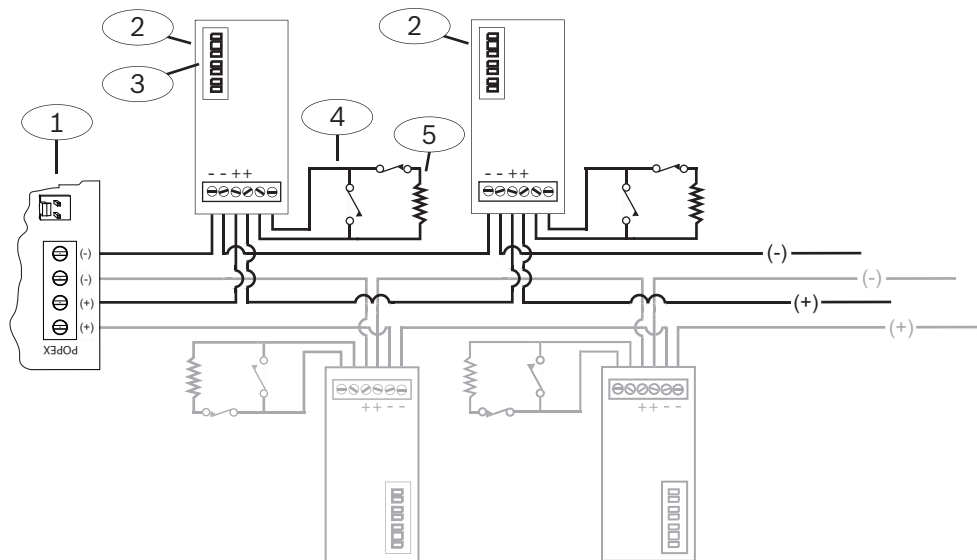 2
2
3
1
4
5
- - + +
- - + +
(-)
(-)
(-)
(-)
(+)
(+)
(+)
(+)
POPEX
+ + - -
+ + - -